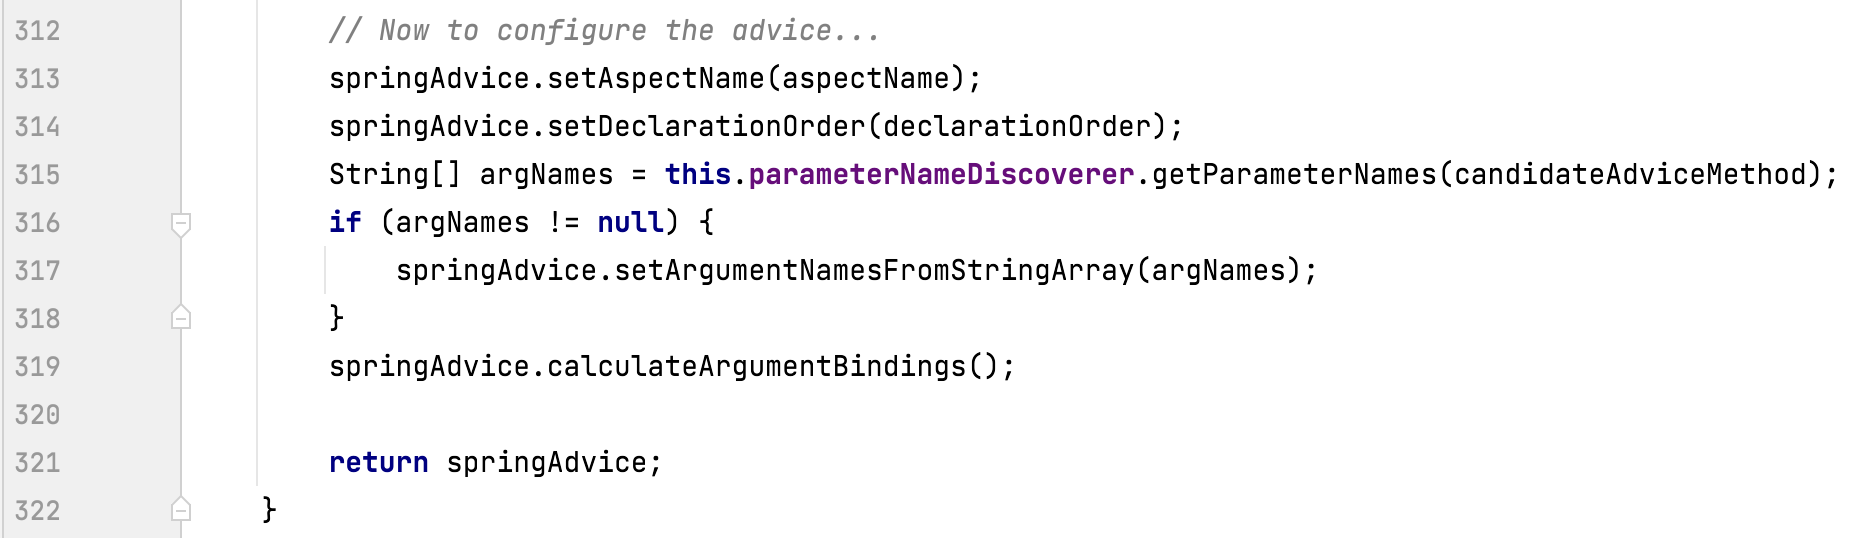 312 // Now to configure the advice...
313 springAdvice.setAspectName(aspectName);
314 springAdvice.setDeclarationOrder(declarationOrder);
315 String[] argNames = this.parameterNameDiscoverer.getParameterNames(candidateAdviceMethod);
316 if (argNames != null) {
317 springAdvice.setArgumentNamesFromStringArray(argNames);
318 }
319 springAdvice.calculateArgumentBindings();
320
321 return springAdvice;
322 }